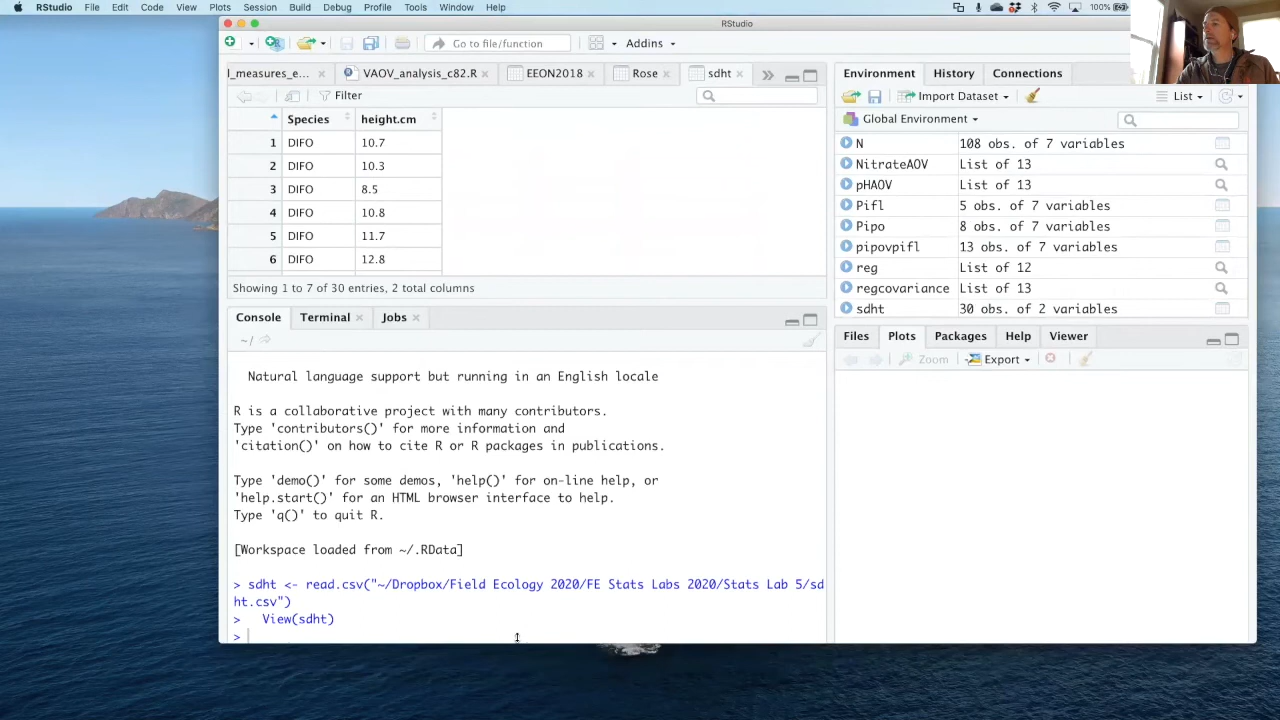 RStudio File Edit Code View Plots Session Build Debug Profile Tools Window Help 100%
RStudio
Go to file/function Addins
l_measures_e... VAOV_analysis_c82.R EEON2018 Rose sdht
Filter
Species height.cm
1 DIFO 10.7
2 DIFO 10.3
3 DIFO 8.5
4 DIFO 10.8
5 DIFO 11.7
6 DIFO 12.8
Showing 1 to 7 of 30 entries, 2 total columns
Console Terminal Jobs
~/
Natural language support but running in an English locale
R is a collaborative project with many contributors.
Type 'contributors()' for more information and
'citation()' on how to cite R or R packages in publications.
Type 'demo()' for some demos, 'help()' for on-line help, or
'help.start()' for an HTML browser interface to help.
Type 'q()' to quit R.
[Workspace loaded from ~/.RData]
> sdht <- read.csv("~/Dropbox/Field Ecology 2020/FE Stats Labs 2020/Stats Lab 5/sd
ht.csv")
> View(sdht)
>
Environment History Connections
Import Dataset List
Global Environment
N 108 obs. of 7 variables
NitrateAOV List of 13
pHAOV List of 13
Pifl 5 obs. of 7 variables
Pipo 8 obs. of 7 variables
pipovpifl 13 obs. of 7 variables
reg List of 12
regcovariance List of 13
sdht 30 obs. of 2 variables
Files Plots Packages Help Viewer
Zoom Export